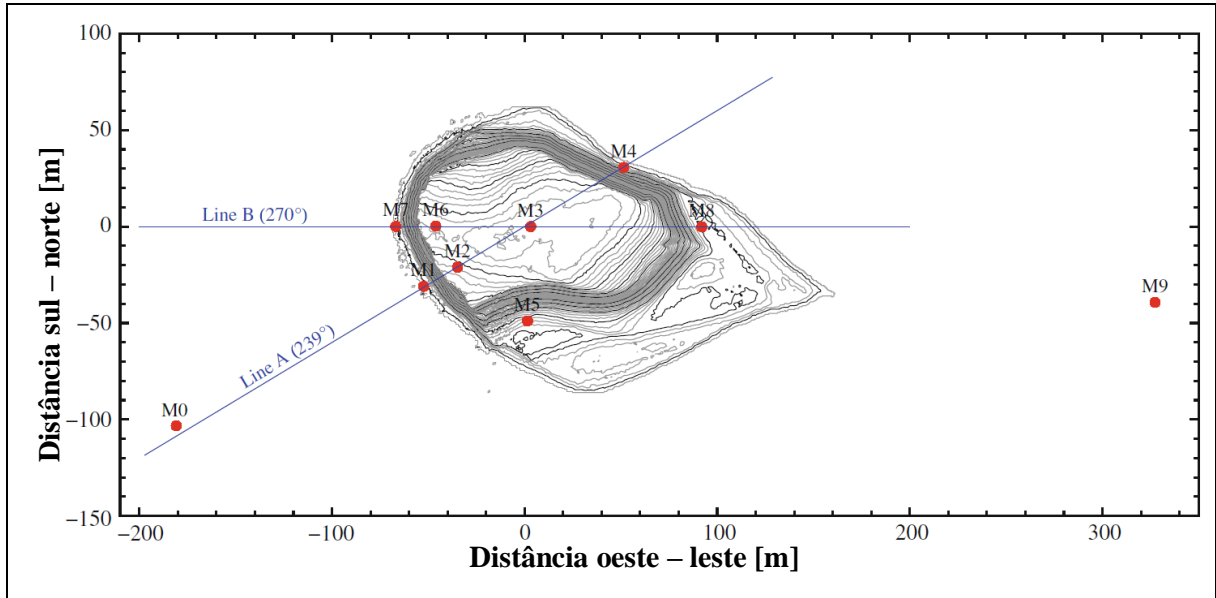 Distância sul – norte [m]
100
50
0
−50
−100
−150
M4
Line B (270°)
M7
M6
M3
M8
M2
M1
M5
M9
Line A (239°)
M0
−200
−100
0
100
200
300
Distância oeste – leste [m]